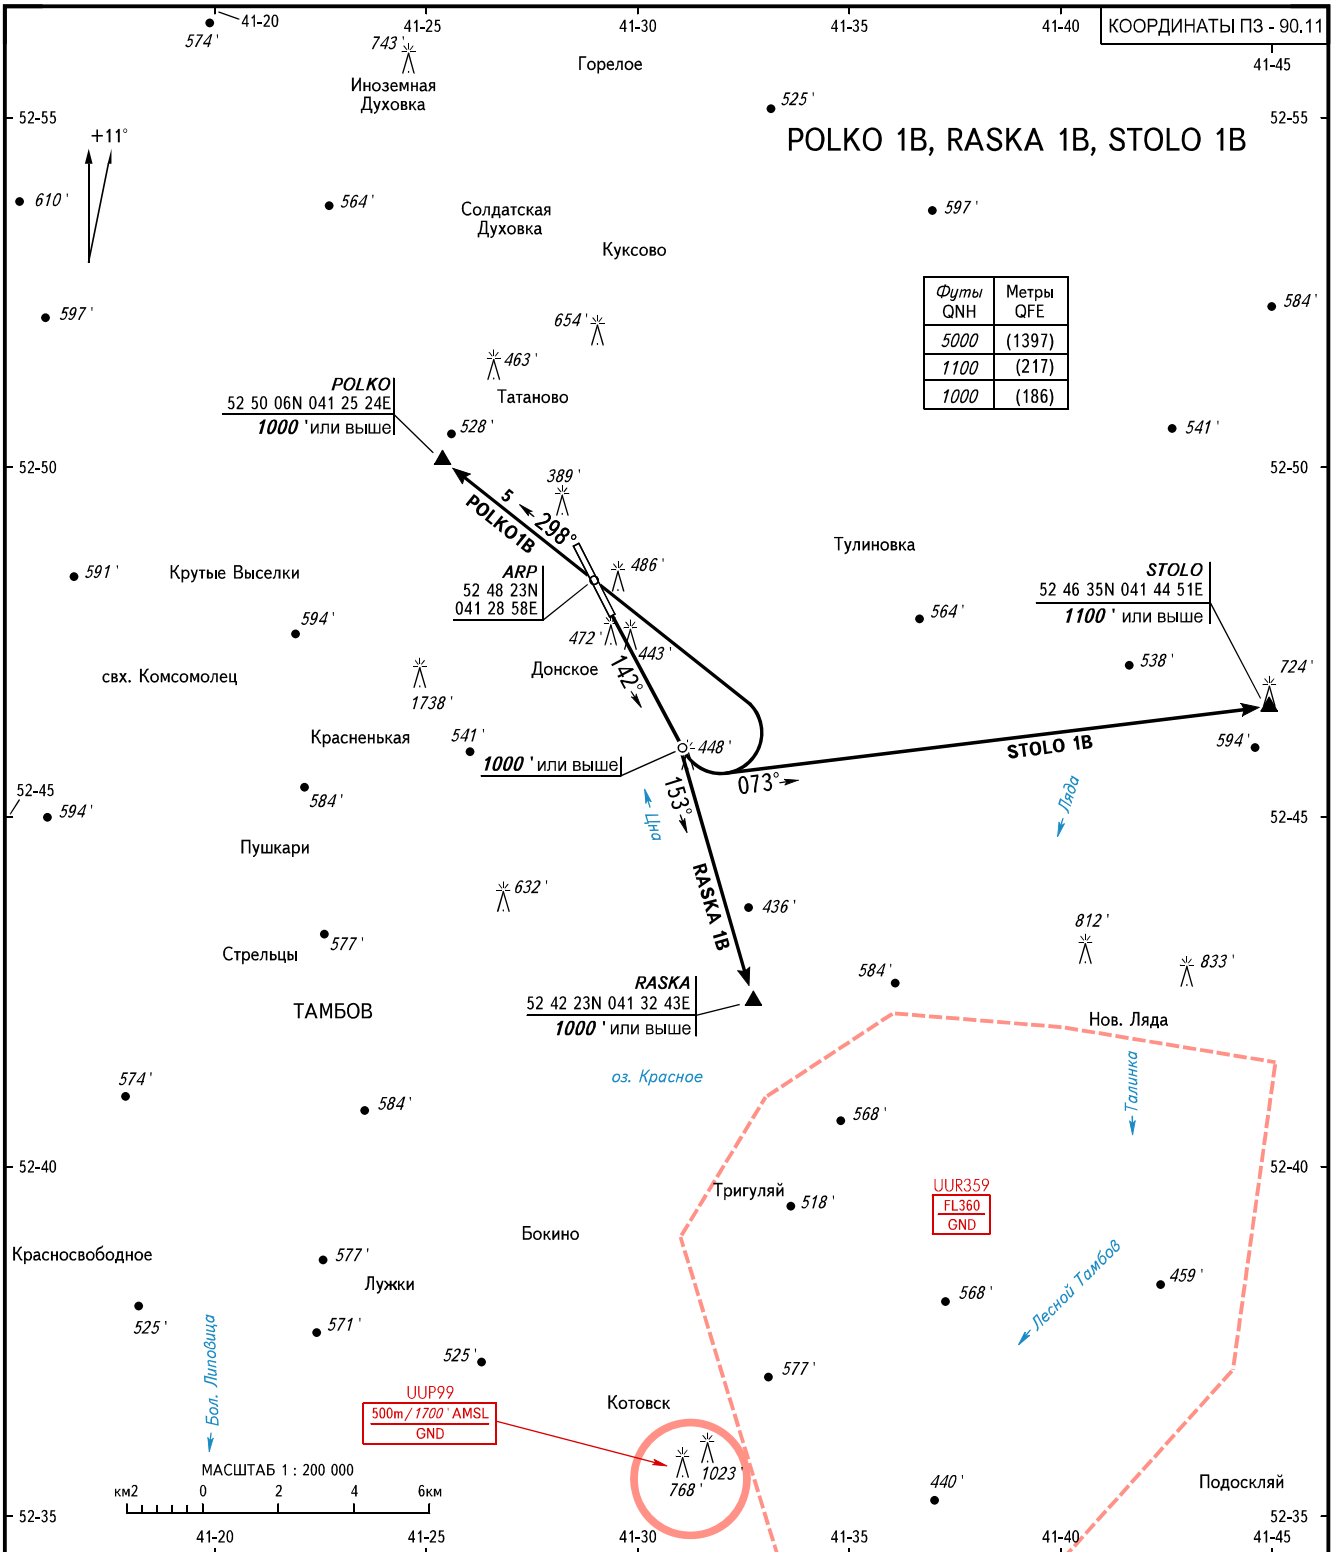 41-20
41-25
41-30
41-35
41-40
КООРДИНАТЫ ПЗ - 90.11
41-45
574'
743'
Иноземная
Духовка
Горелое
525'
52-55
52-55
POLKO 1B, RASKA 1B, STOLO 1B
+11°
610'
564'
Солдатская
Духовка
597'
Куксово
Футы
QNH
Метры
QFE
5000
(1397)
1100
(217)
1000
(186)
584'
597'
654'
463'
Татаново
POLKO
52 50 06N 041 25 24E
1000' или выше
528'
541'
52-50
52-50
389'
5
298°
POLKO1B
ARP
52 48 23N
041 28 58E
486'
Тулиновка
STOLO
52 46 35N 041 44 51E
1100' или выше
591'
Крутые Выселки
594'
472'
443'
564'
свх. Комсомолец
1738'
Донское
142°
538'
724'
Красненькая
541'
1000' или выше
448'
STOLO 1B
594'
073°
153°
52-45
594'
584'
Цна
Ляда
52-45
Пушкари
632'
RASKA 1B
436'
812'
833'
Стрельцы
577'
584'
RASKA
52 42 23N 041 32 43E
1000' или выше
ТАМБОВ
Нов. Ляда
оз. Красное
Талинка
574'
584'
568'
52-40
52-40
Тригуляй
518'
UUR359
FL360
GND
Бокино
Красносвободное
577'
Лужки
Лесной Тамбов
459'
568'
525'
571'
Бол. Липовица
525'
577'
UUP99
500m/1700' AMSL
GND
Котовск
1023'
768'
440'
Подоскляй
МАСШТАБ 1 : 200 000
км2
0
2
4
6км
52-35
52-35
41-20
41-25
41-30
41-35
41-40
41-45